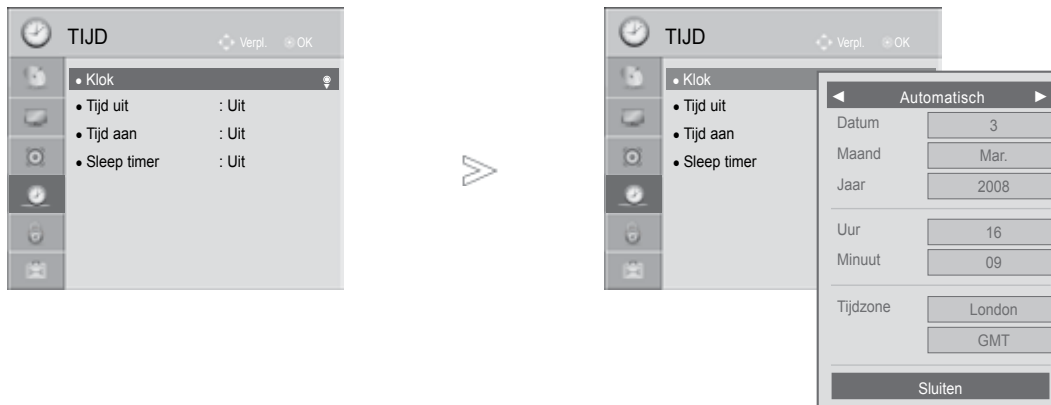 TIJD Verpl. OK
• Klok
• Tijd uit : Uit
• Tijd aan : Uit
• Sleep timer : Uit
TIJD Verpl. OK
• Klok
• Tijd uit
• Tijd aan
• Sleep timer
◄ Automatisch ►
Datum 3
Maand Mar.
Jaar 2008
Uur 16
Minuut 09
Tijdzone London
GMT
Sluiten